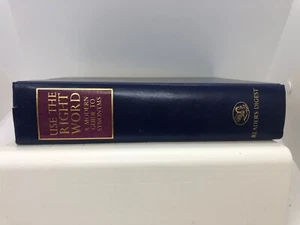 USE THE
RIGHT
WORD
A MODERN
GUIDE TO
SYNONYMS
READER'S DIGEST